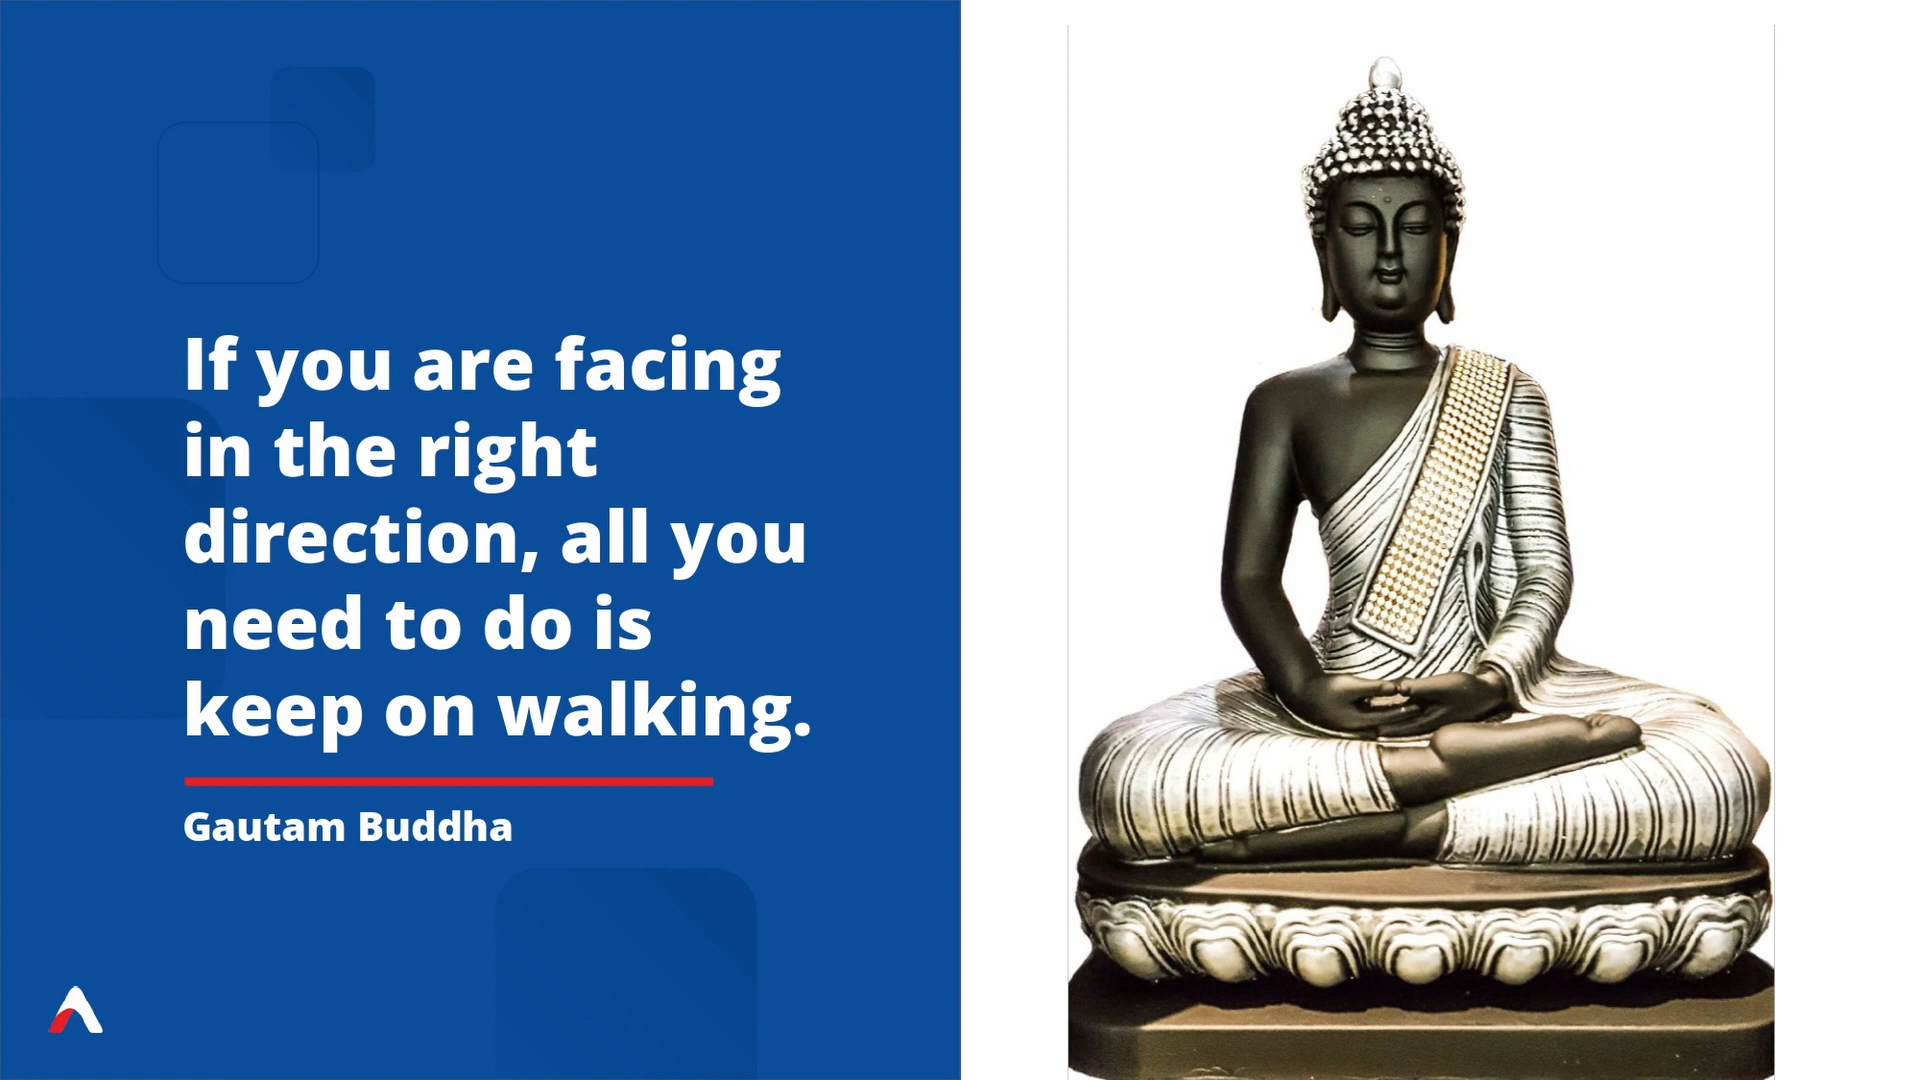 If you are facing
in the right
direction, all you
need to do is
keep on walking.
Gautam Buddha